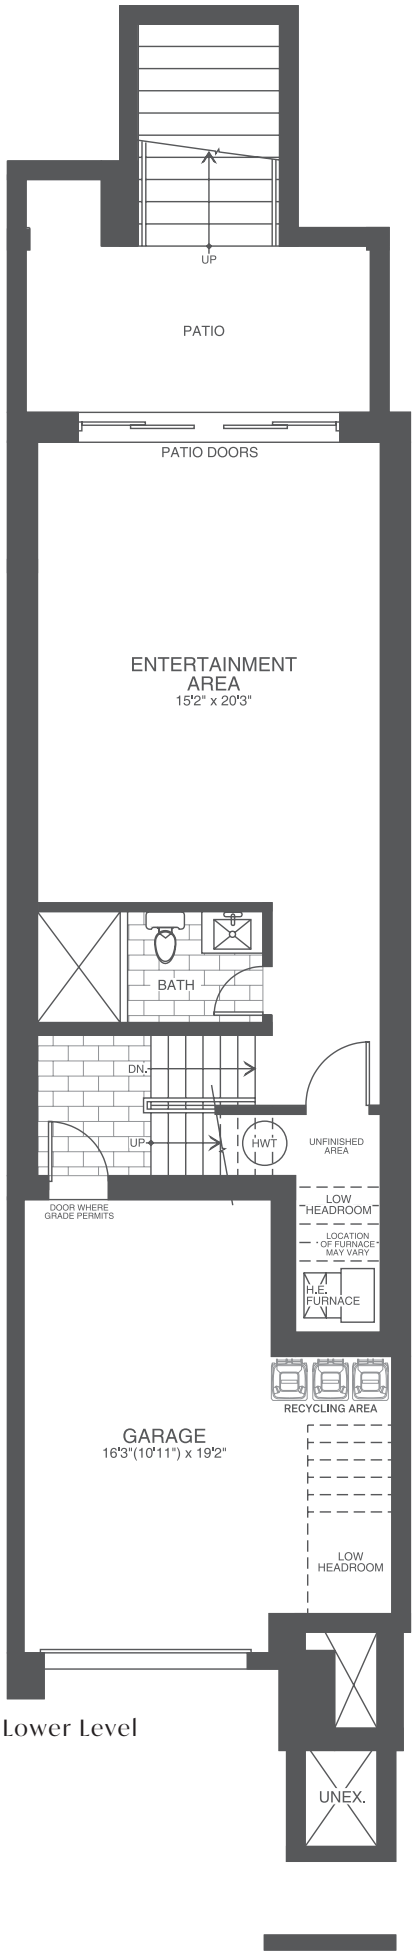 UP
PATIO
PATIO DOORS
ENTERTAINMENT
AREA
15'2" x 20'3"
BATH
DN.
UP
HWT
UNFINISHED
AREA
DOOR WHERE
GRADE PERMITS
LOW
HEADROOM
LOCATION
OF FURNACE
MAY VARY
H.E.
FURNACE
RECYCLING AREA
GARAGE
16'3"(10'11") x 19'2"
LOW
HEADROOM
Lower Level
UNEX.